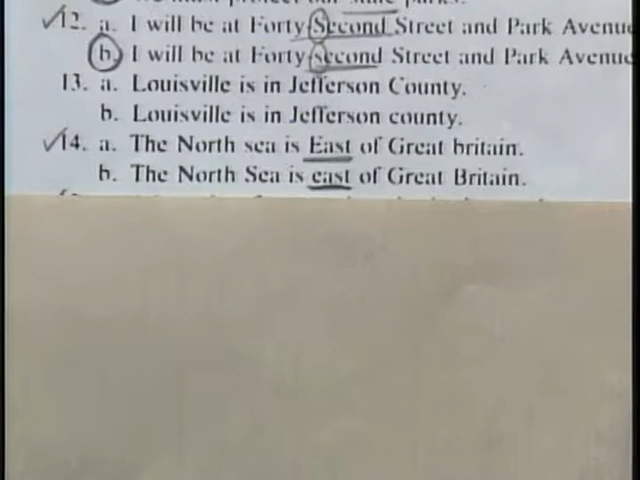 12. a. I will be at Forty Second Street and Park Avenue
b. I will be at Forty second Street and Park Avenue
13. a. Louisville is in Jefferson County.
b. Louisville is in Jefferson county.
14. a. The North sea is East of Great britain.
b. The North Sea is east of Great Britain.